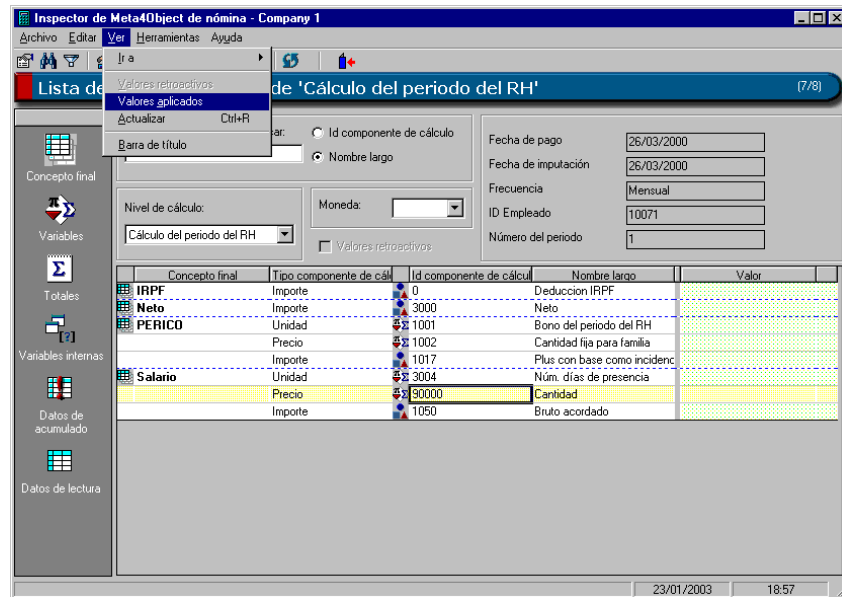 Inspector de Meta4Object de nómina - Company 1
Archivo Editar Ver Herramientas Ayuda
Ir a
Valores retroactivos
Valores aplicados
Actualizar Ctrl+R
Barra de título
Lista de de 'Cálculo del periodo del RH' (7/8)
Concepto final
Variables
Totales
Variables internas
Datos de acumulado
Datos de lectura
Id componente de cálculo
Nombre largo
Nivel de cálculo:
Cálculo del periodo del RH
Moneda:
Valores retroactivos
Fecha de pago 26/03/2000
Fecha de imputación 26/03/2000
Frecuencia Mensual
ID Empleado 10071
Número del periodo 1
Concepto final Tipo componente de cál Id componente de cálcul Nombre largo Valor
IRPF Importe 0 Deduccion IRPF
Neto Importe 3000 Neto
PERICO Unidad 1001 Bono del periodo del RH
Precio 1002 Cantidad fija para familia
Importe 1017 Plus con base como incidenc
Salario Unidad 3004 Núm. días de presencia
Precio 90000 Cantidad
Importe 1050 Bruto acordado
23/01/2003 18:57